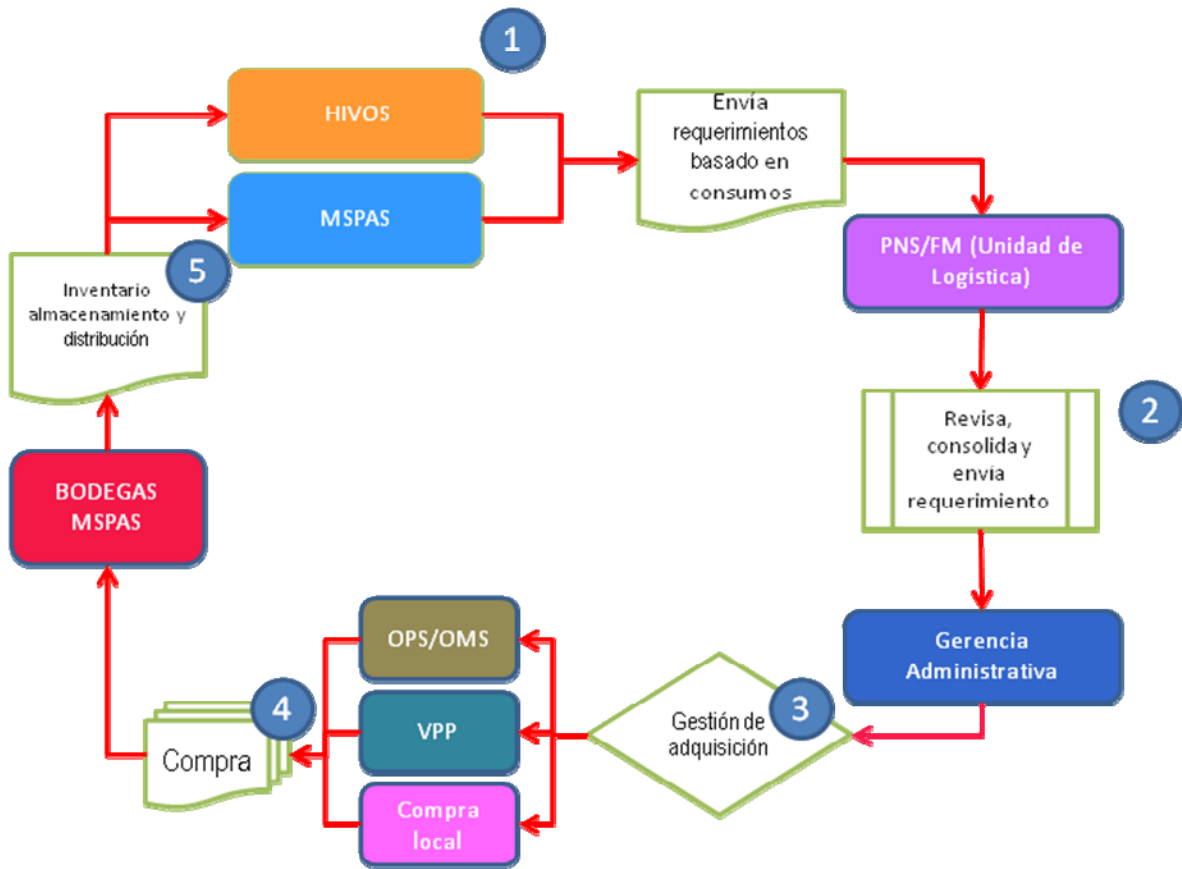 1
HIVOS
MSPAS
Envía
requerimientos
basado en
consumos
PNS/FM (Unidad de
Logística)
2
Revisa,
consolida y
envía
requerimiento
Gerencia
Administrativa
3
Gestión de
adquisición
OPS/OMS
VPP
Compra
local
4
Compra
BODEGAS
MSPAS
5
Inventario
almacenamiento y
distribución